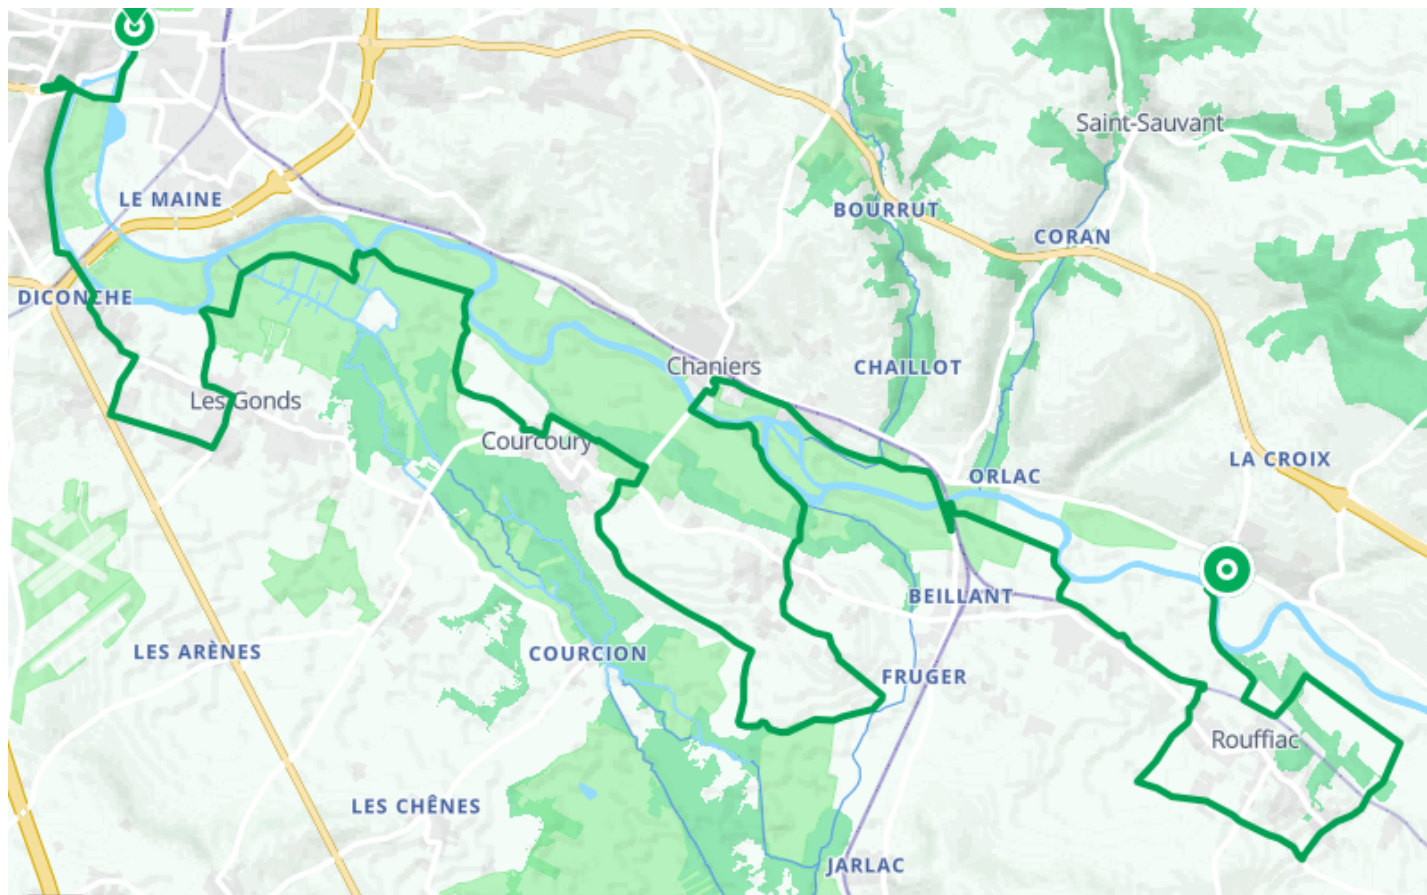 Saint-Sauvant
LE MAINE
BOURRUT
CORAN
DICONCHE
Chaniers
CHAILLOT
Les Gonds
Courcoury
LA CROIX
ORLAC
BEILLANT
LES ARÈNES
COURCION
FRUGER
Rouffiac
LES CHÊNES
JARLAC